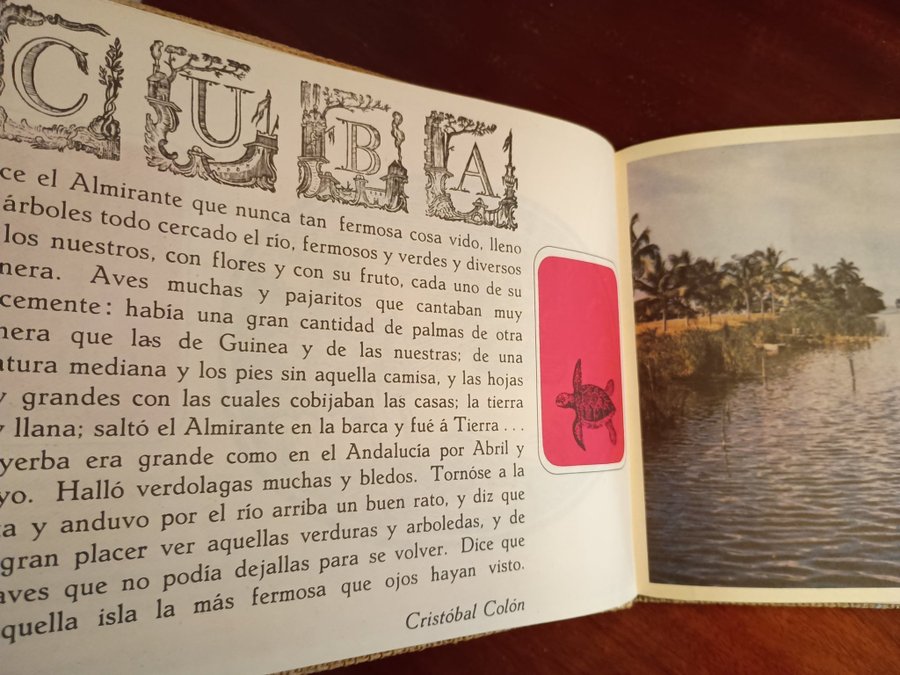 CUBA
ce el Almirante que nunca tan fermosa cosa vido, lleno
árboles todo cercado el río, fermosos y verdes y diversos
los nuestros, con flores y con su fruto, cada uno de su
nera. Aves muchas y pajaritos que cantaban muy
cemente: había una gran cantidad de palmas de otra
nera que las de Guinea y de las nuestras; de una
atura mediana y los pies sin aquella camisa, y las hojas
y grandes con las cuales cobijaban las casas; la tierra
y llana; saltó el Almirante en la barca y fué á Tierra...
yerba era grande como en el Andalucía por Abril y
yo. Halló verdolagas muchas y bledos. Tornóse a la
ca y anduvo por el río arriba un buen rato, y diz que
gran placer ver aquellas verduras y arboledas, y de
aves que no podía dejallas para se volver. Dice que
quella isla la más fermosa que ojos hayan visto.
Cristóbal Colón